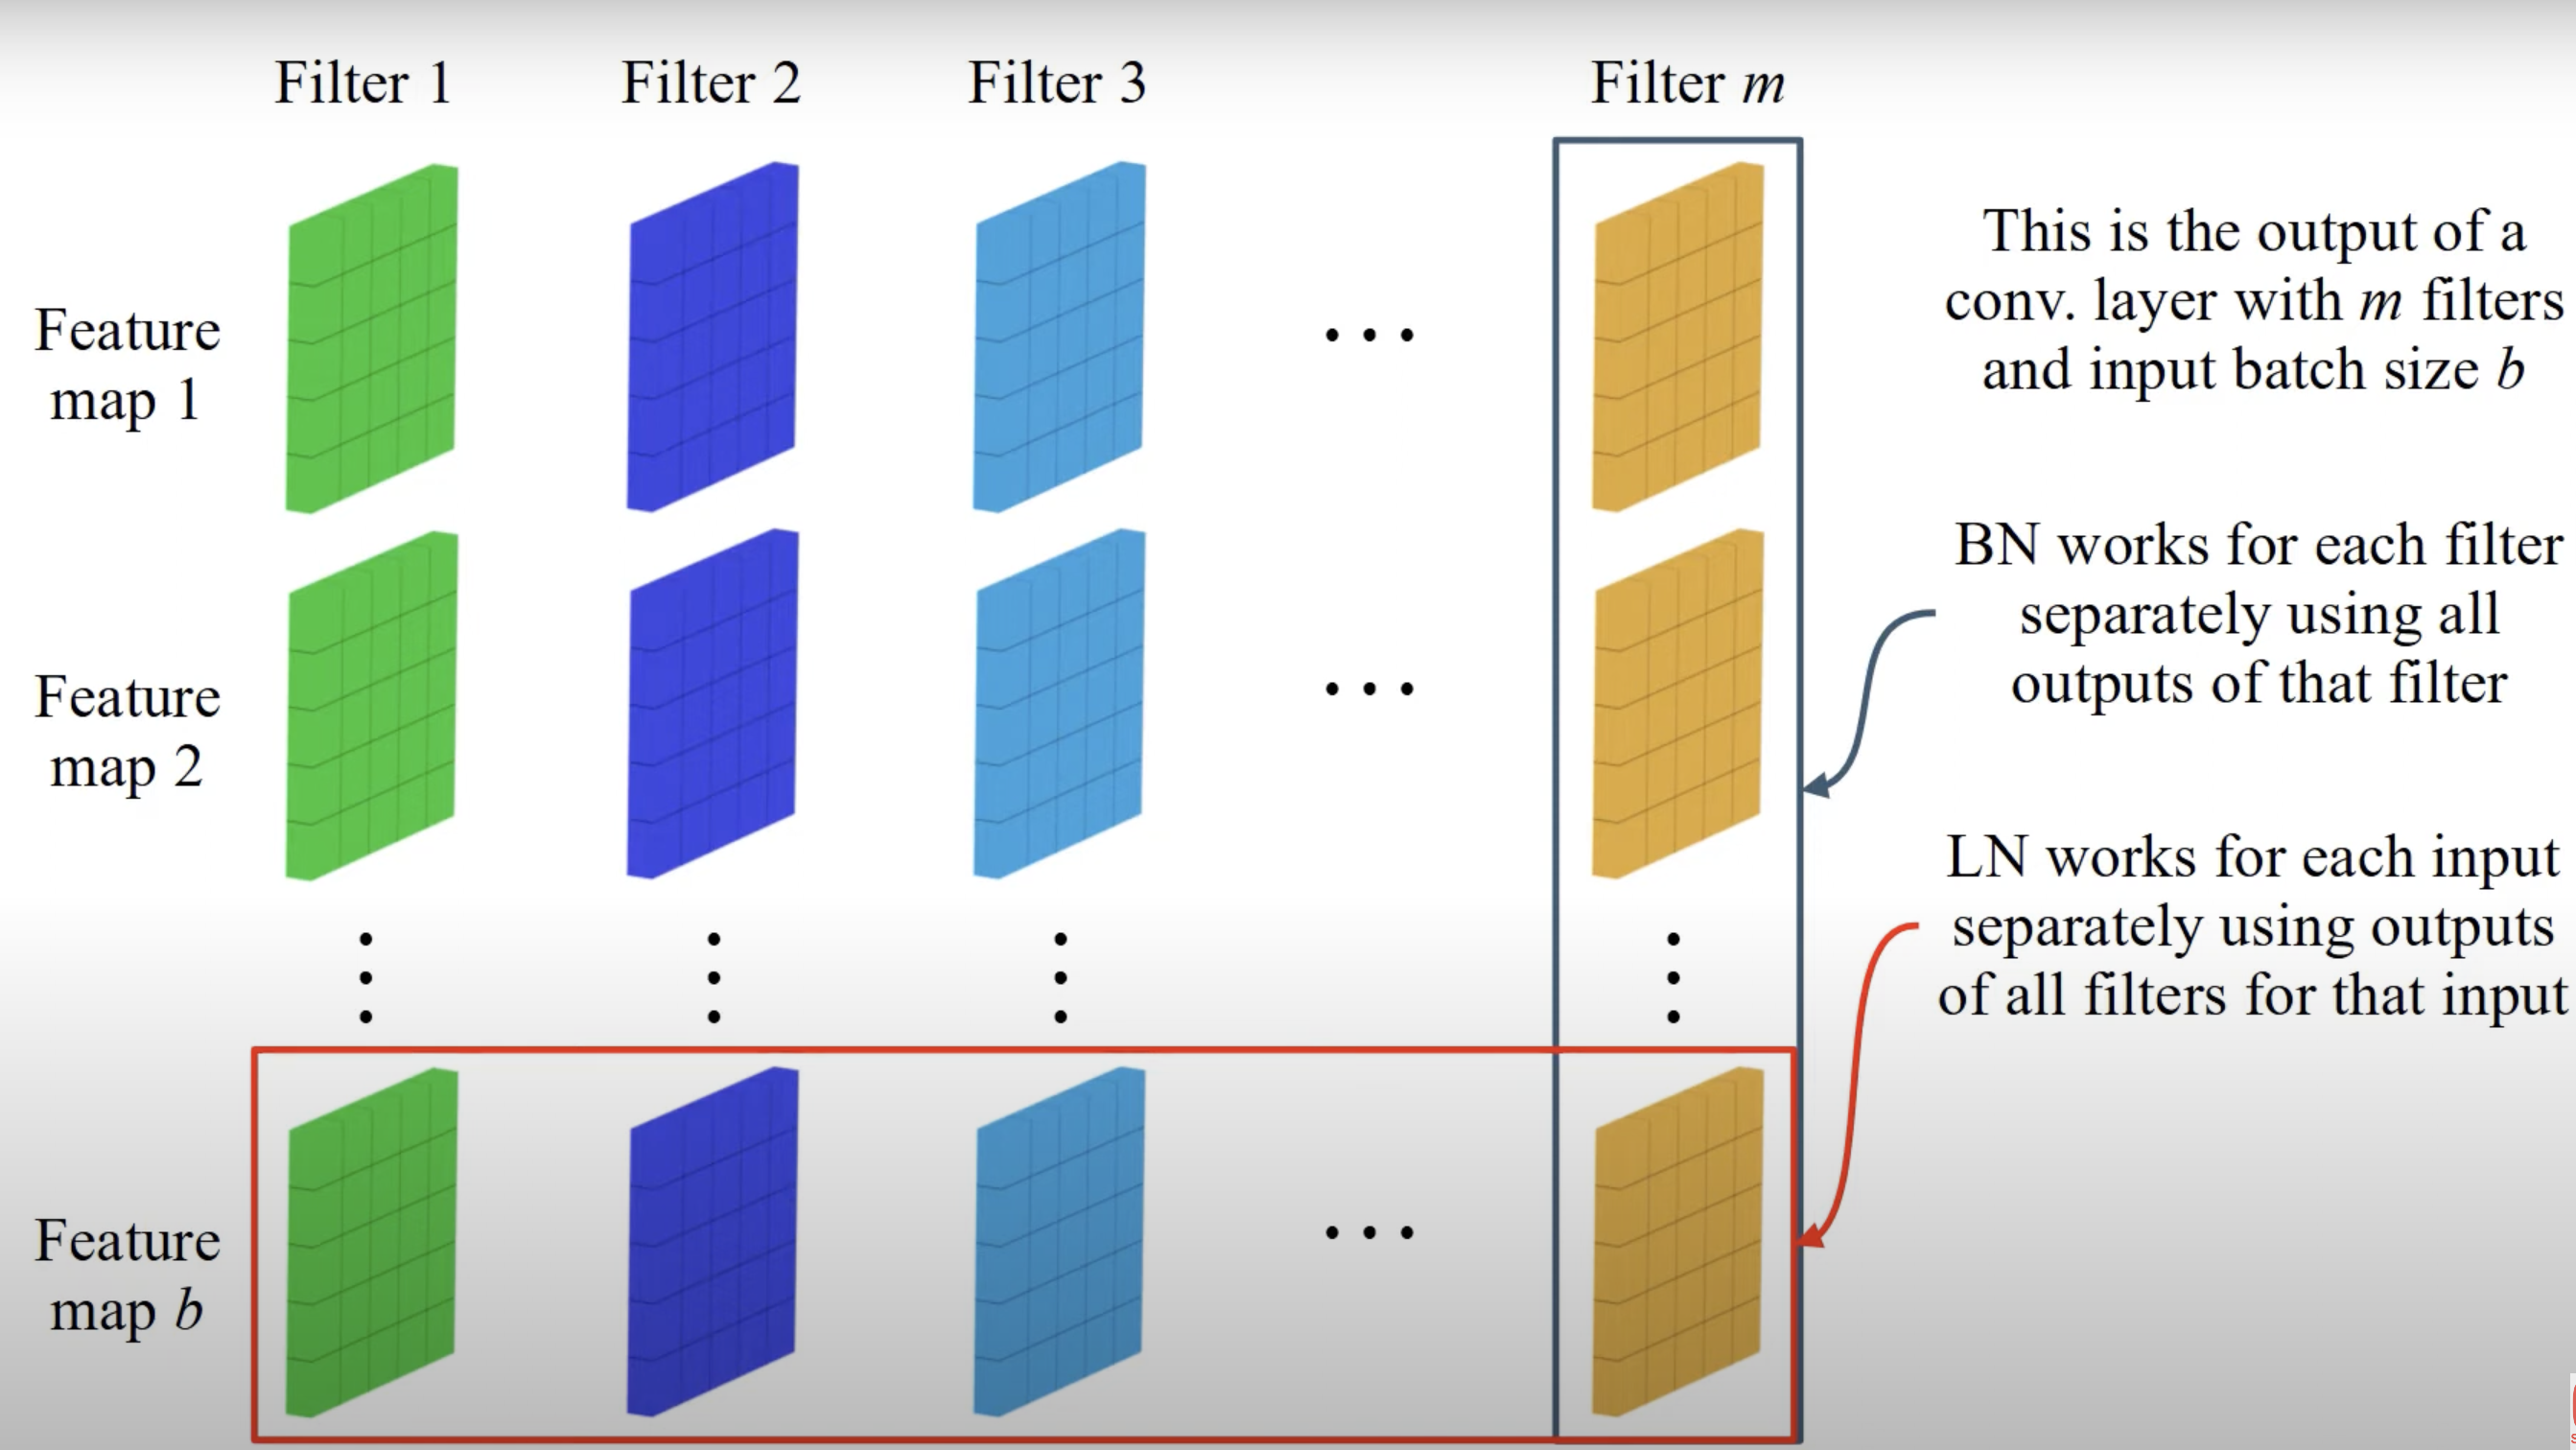 Filter 1
Filter 2
Filter 3
Filter m
Feature
map 1
Feature
map 2
Feature
map b
This is the output of a
conv. layer with m filters
and input batch size b
BN works for each filter
separately using all
outputs of that filter
LN works for each input
separately using outputs
of all filters for that input